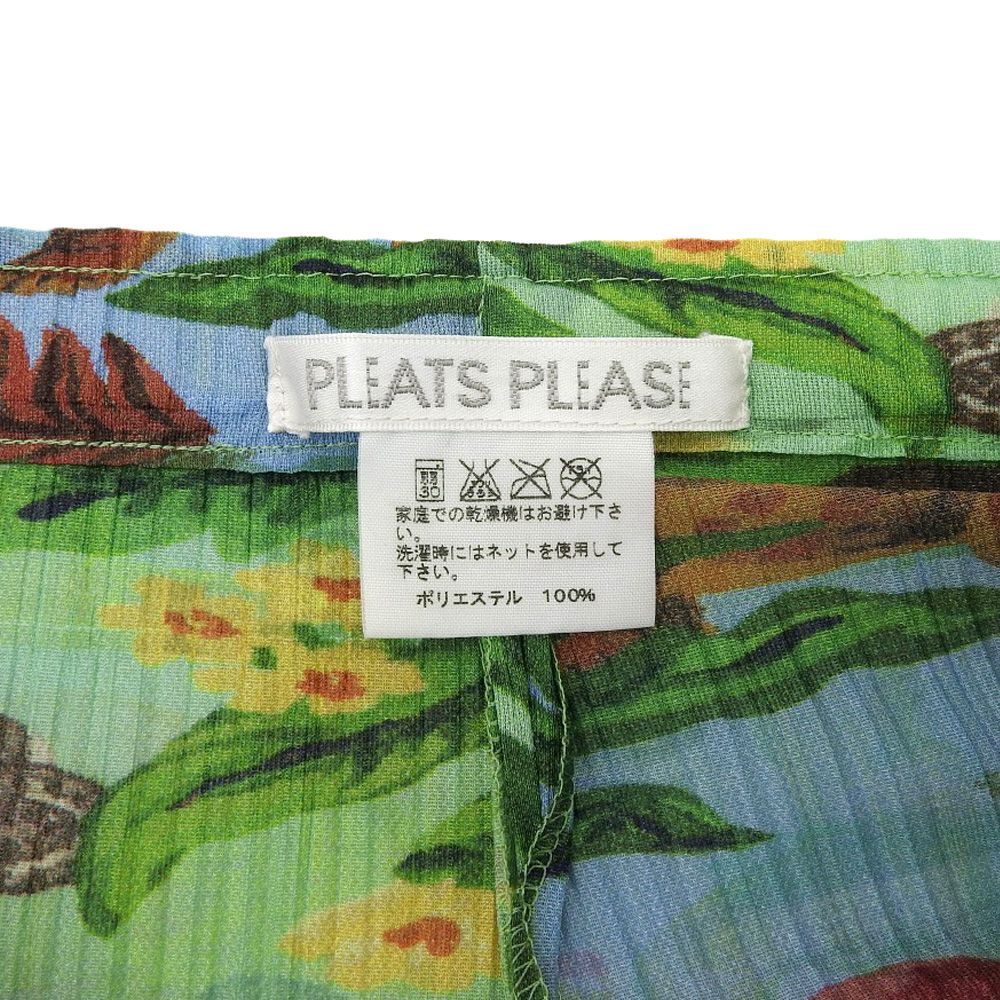 PLEATS PLEASE
弱 30
家庭での乾燥機はお避け下さ
い。
洗濯時にはネットを使用して
下さい。
ポリエステル 100%